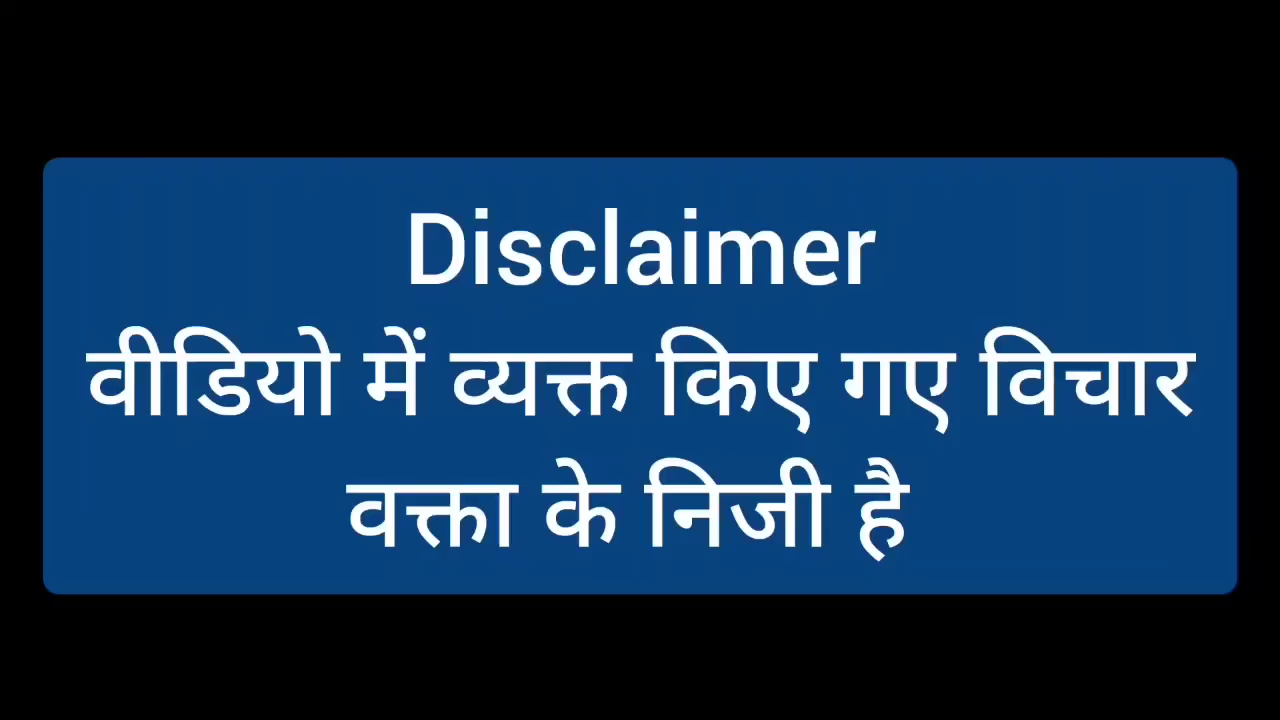 Disclaimer
वीडियो में व्यक्त किए गए विचार
वक्ता के निजी है